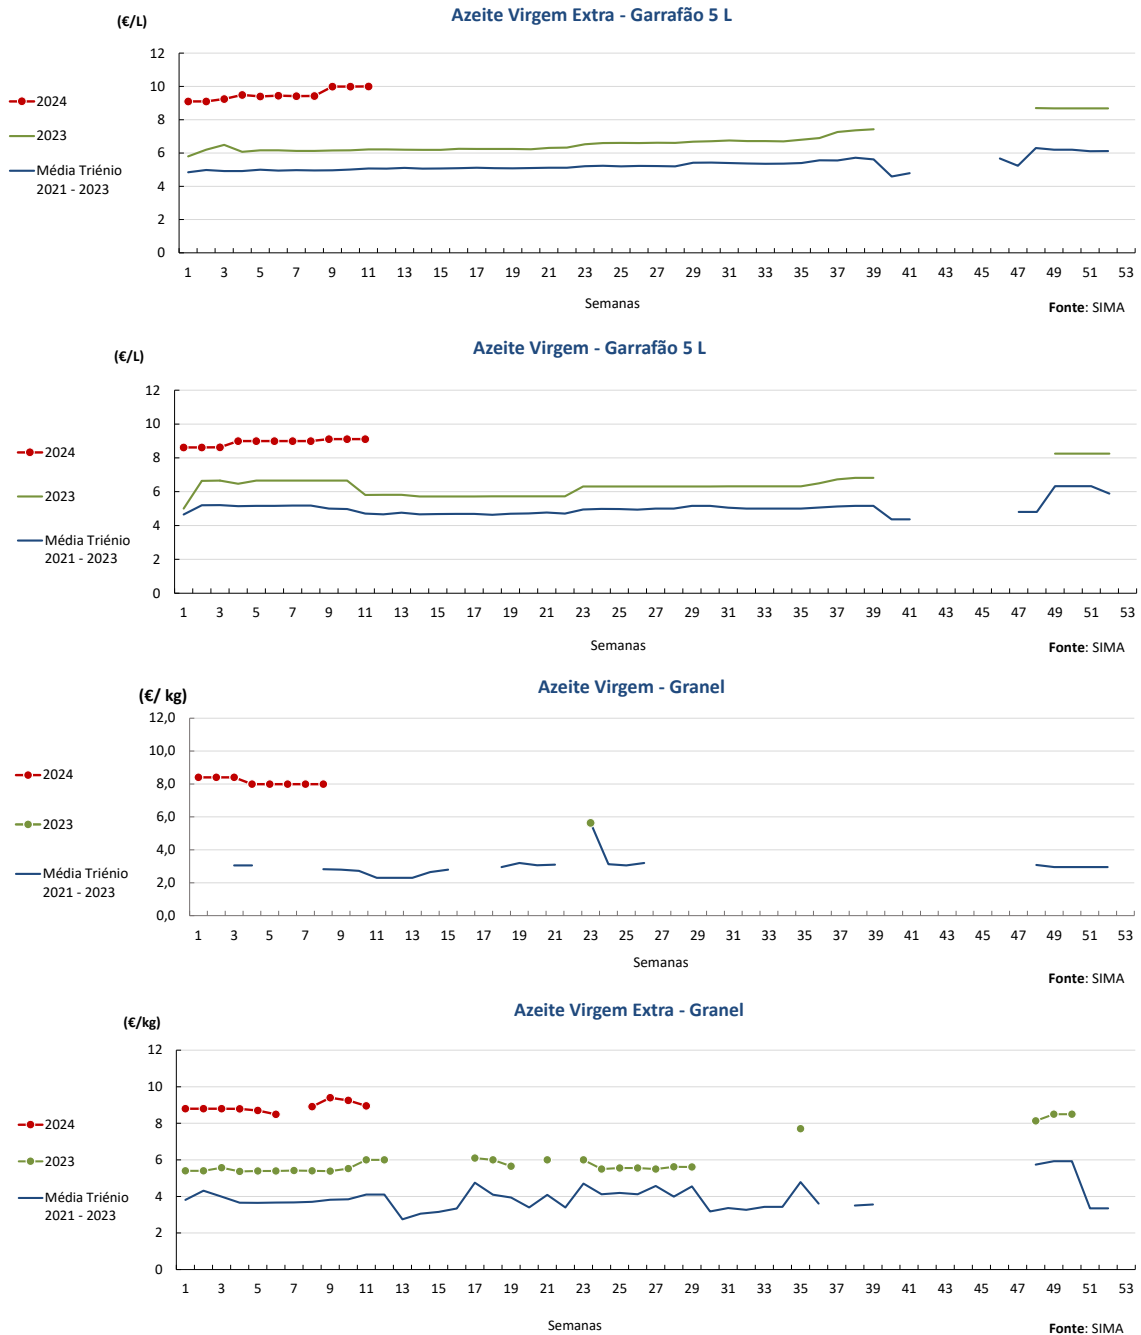 Azeite Virgem Extra - Garrafão 5 L
(€/L)
12
10
8
6
4
2
0
2024
2023
Média Triénio
2021 - 2023
1 3 5 7 9 11 13 15 17 19 21 23 25 27 29 31 33 35 37 39 41 43 45 47 49 51 53
Semanas
Fonte: SIMA
Azeite Virgem - Garrafão 5 L
(€/L)
12
10
8
6
4
2
0
2024
2023
Média Triénio
2021 - 2023
1 3 5 7 9 11 13 15 17 19 21 23 25 27 29 31 33 35 37 39 41 43 45 47 49 51 53
Semanas
Fonte: SIMA
Azeite Virgem - Granel
(€/ kg)
12,0
10,0
8,0
6,0
4,0
2,0
0,0
2024
2023
Média Triénio
2021 - 2023
1 3 5 7 9 11 13 15 17 19 21 23 25 27 29 31 33 35 37 39 41 43 45 47 49 51 53
Semanas
Fonte: SIMA
Azeite Virgem Extra - Granel
(€/kg)
12
10
8
6
4
2
0
2024
2023
Média Triénio
2021 - 2023
1 3 5 7 9 11 13 15 17 19 21 23 25 27 29 31 33 35 37 39 41 43 45 47 49 51 53
Semanas
Fonte: SIMA